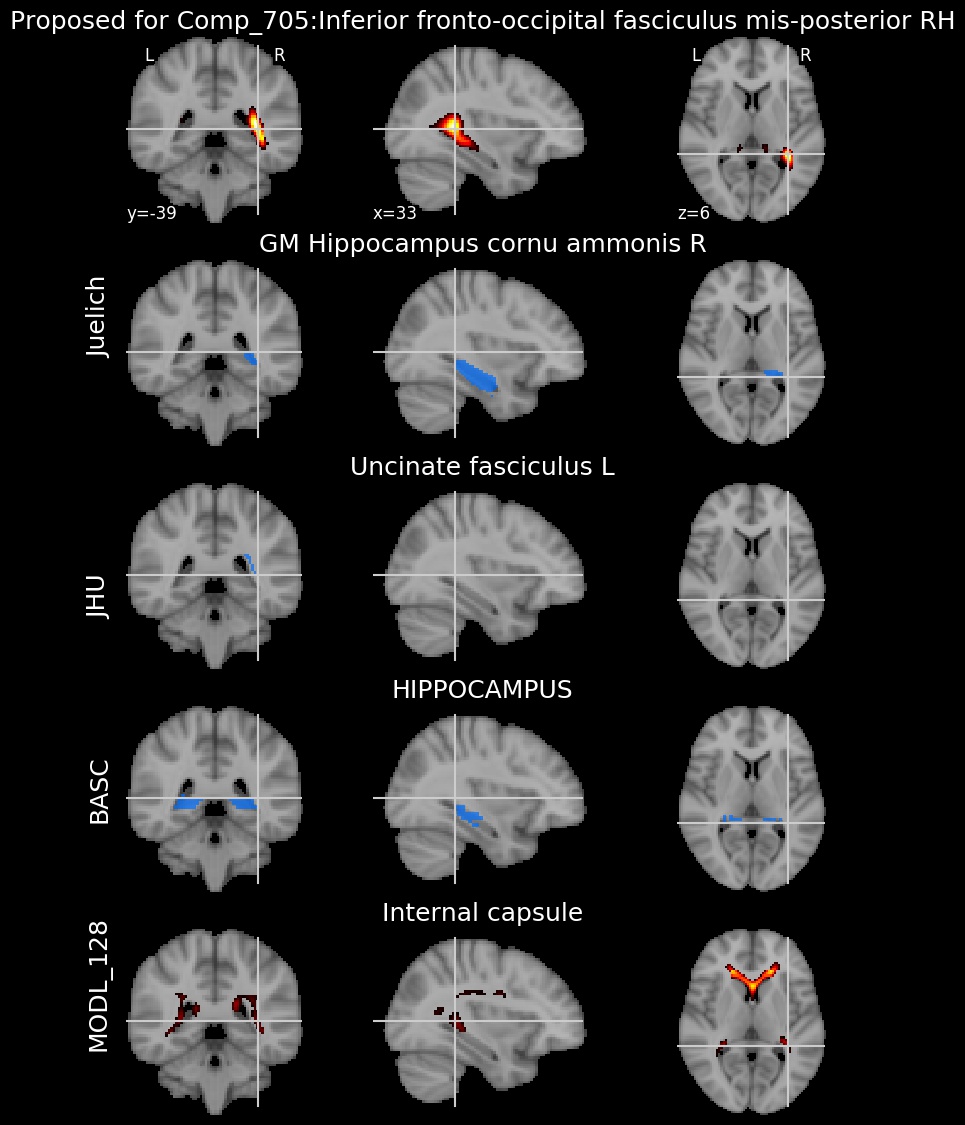 Proposed for Comp_705:Inferior fronto-occipital fasciculus mis-posterior RH
L R
L R
y=-39
x=33
z=6
GM Hippocampus cornu ammonis R
Juelich
Uncinate fasciculus L
JHU
HIPPOCAMPUS
BASC
Internal capsule
MODL_128